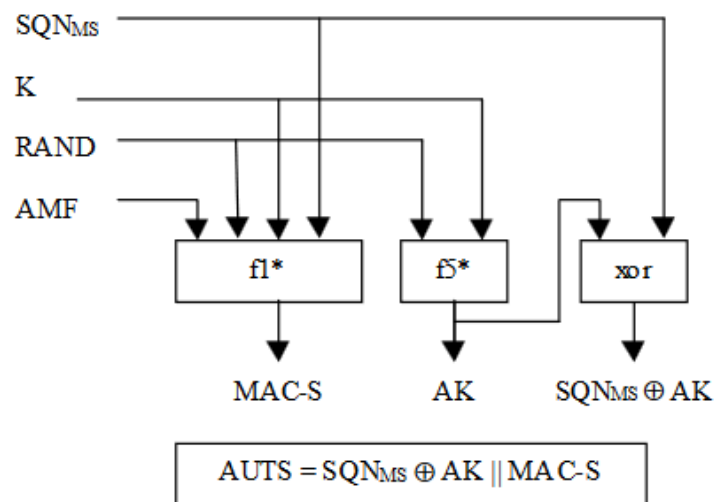 SQNMS
K
RAND
AMF
f1* f5* xor
MAC-S AK SQNMS ⊕ AK
AUTS = SQNMS ⊕ AK || MAC-S